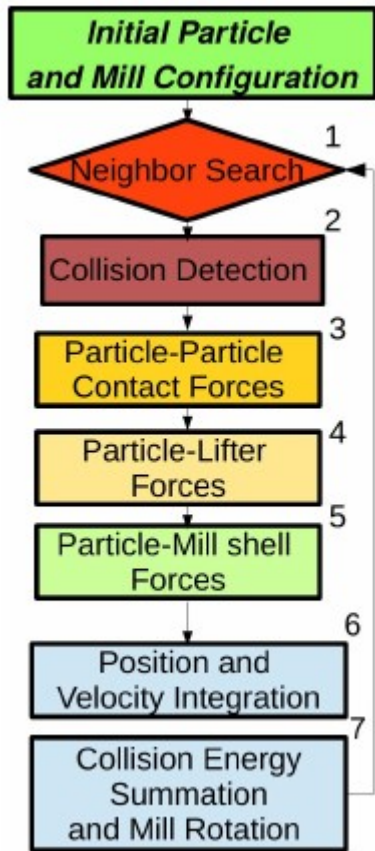 Initial Particle
and Mill Configuration
1
Neighbor Search
2
Collision Detection
3
Particle-Particle
Contact Forces
4
Particle-Lifter
Forces
5
Particle-Mill shell
Forces
6
Position and
Velocity Integration
7
Collision Energy
Summation
and Mill Rotation